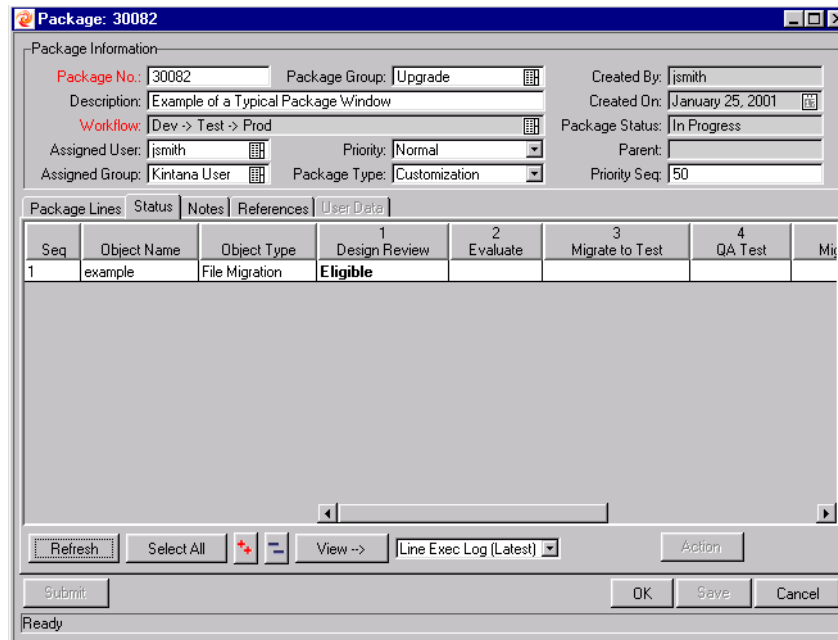 Package: 30082
Package Information
Package No.: 30082 Package Group: Upgrade Created By: jsmith
Description: Example of a Typical Package Window Created On: January 25, 2001
Workflow: Dev -> Test -> Prod Package Status: In Progress
Assigned User: jsmith Priority: Normal Parent:
Assigned Group: Kintana User Package Type: Customization Priority Seq: 50
Package Lines Status Notes References User Data
1 2 3 4
Seq Object Name Object Type Design Review Evaluate Migrate to Test QA Test Mig
1 example File Migration Eligible
Refresh Select All View --> Line Exec Log (Latest) Action
Submit OK Save Cancel
Ready